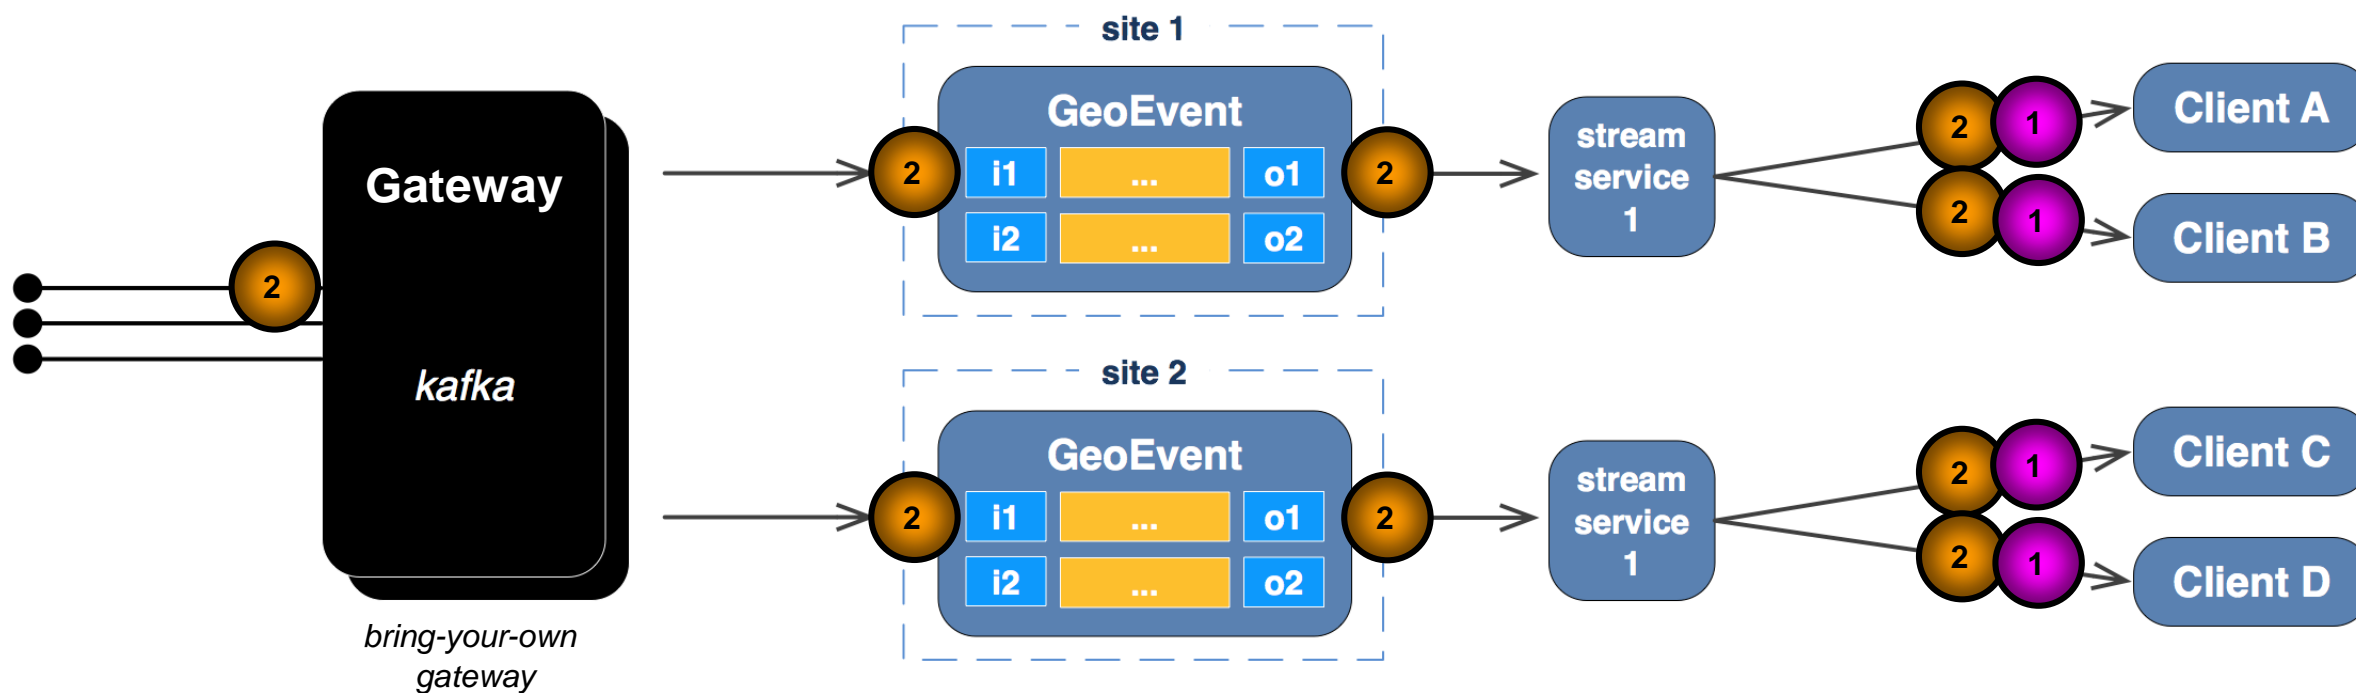 site 1
GeoEvent
i1 ... o1
i2 ... o2
2
2
stream
service
1
2
1
Client A
2
1
Client B
Gateway
kafka
2
bring-your-own
gateway
site 2
GeoEvent
i1 ... o1
i2 ... o2
2
2
stream
service
1
2
1
Client C
2
1
Client D